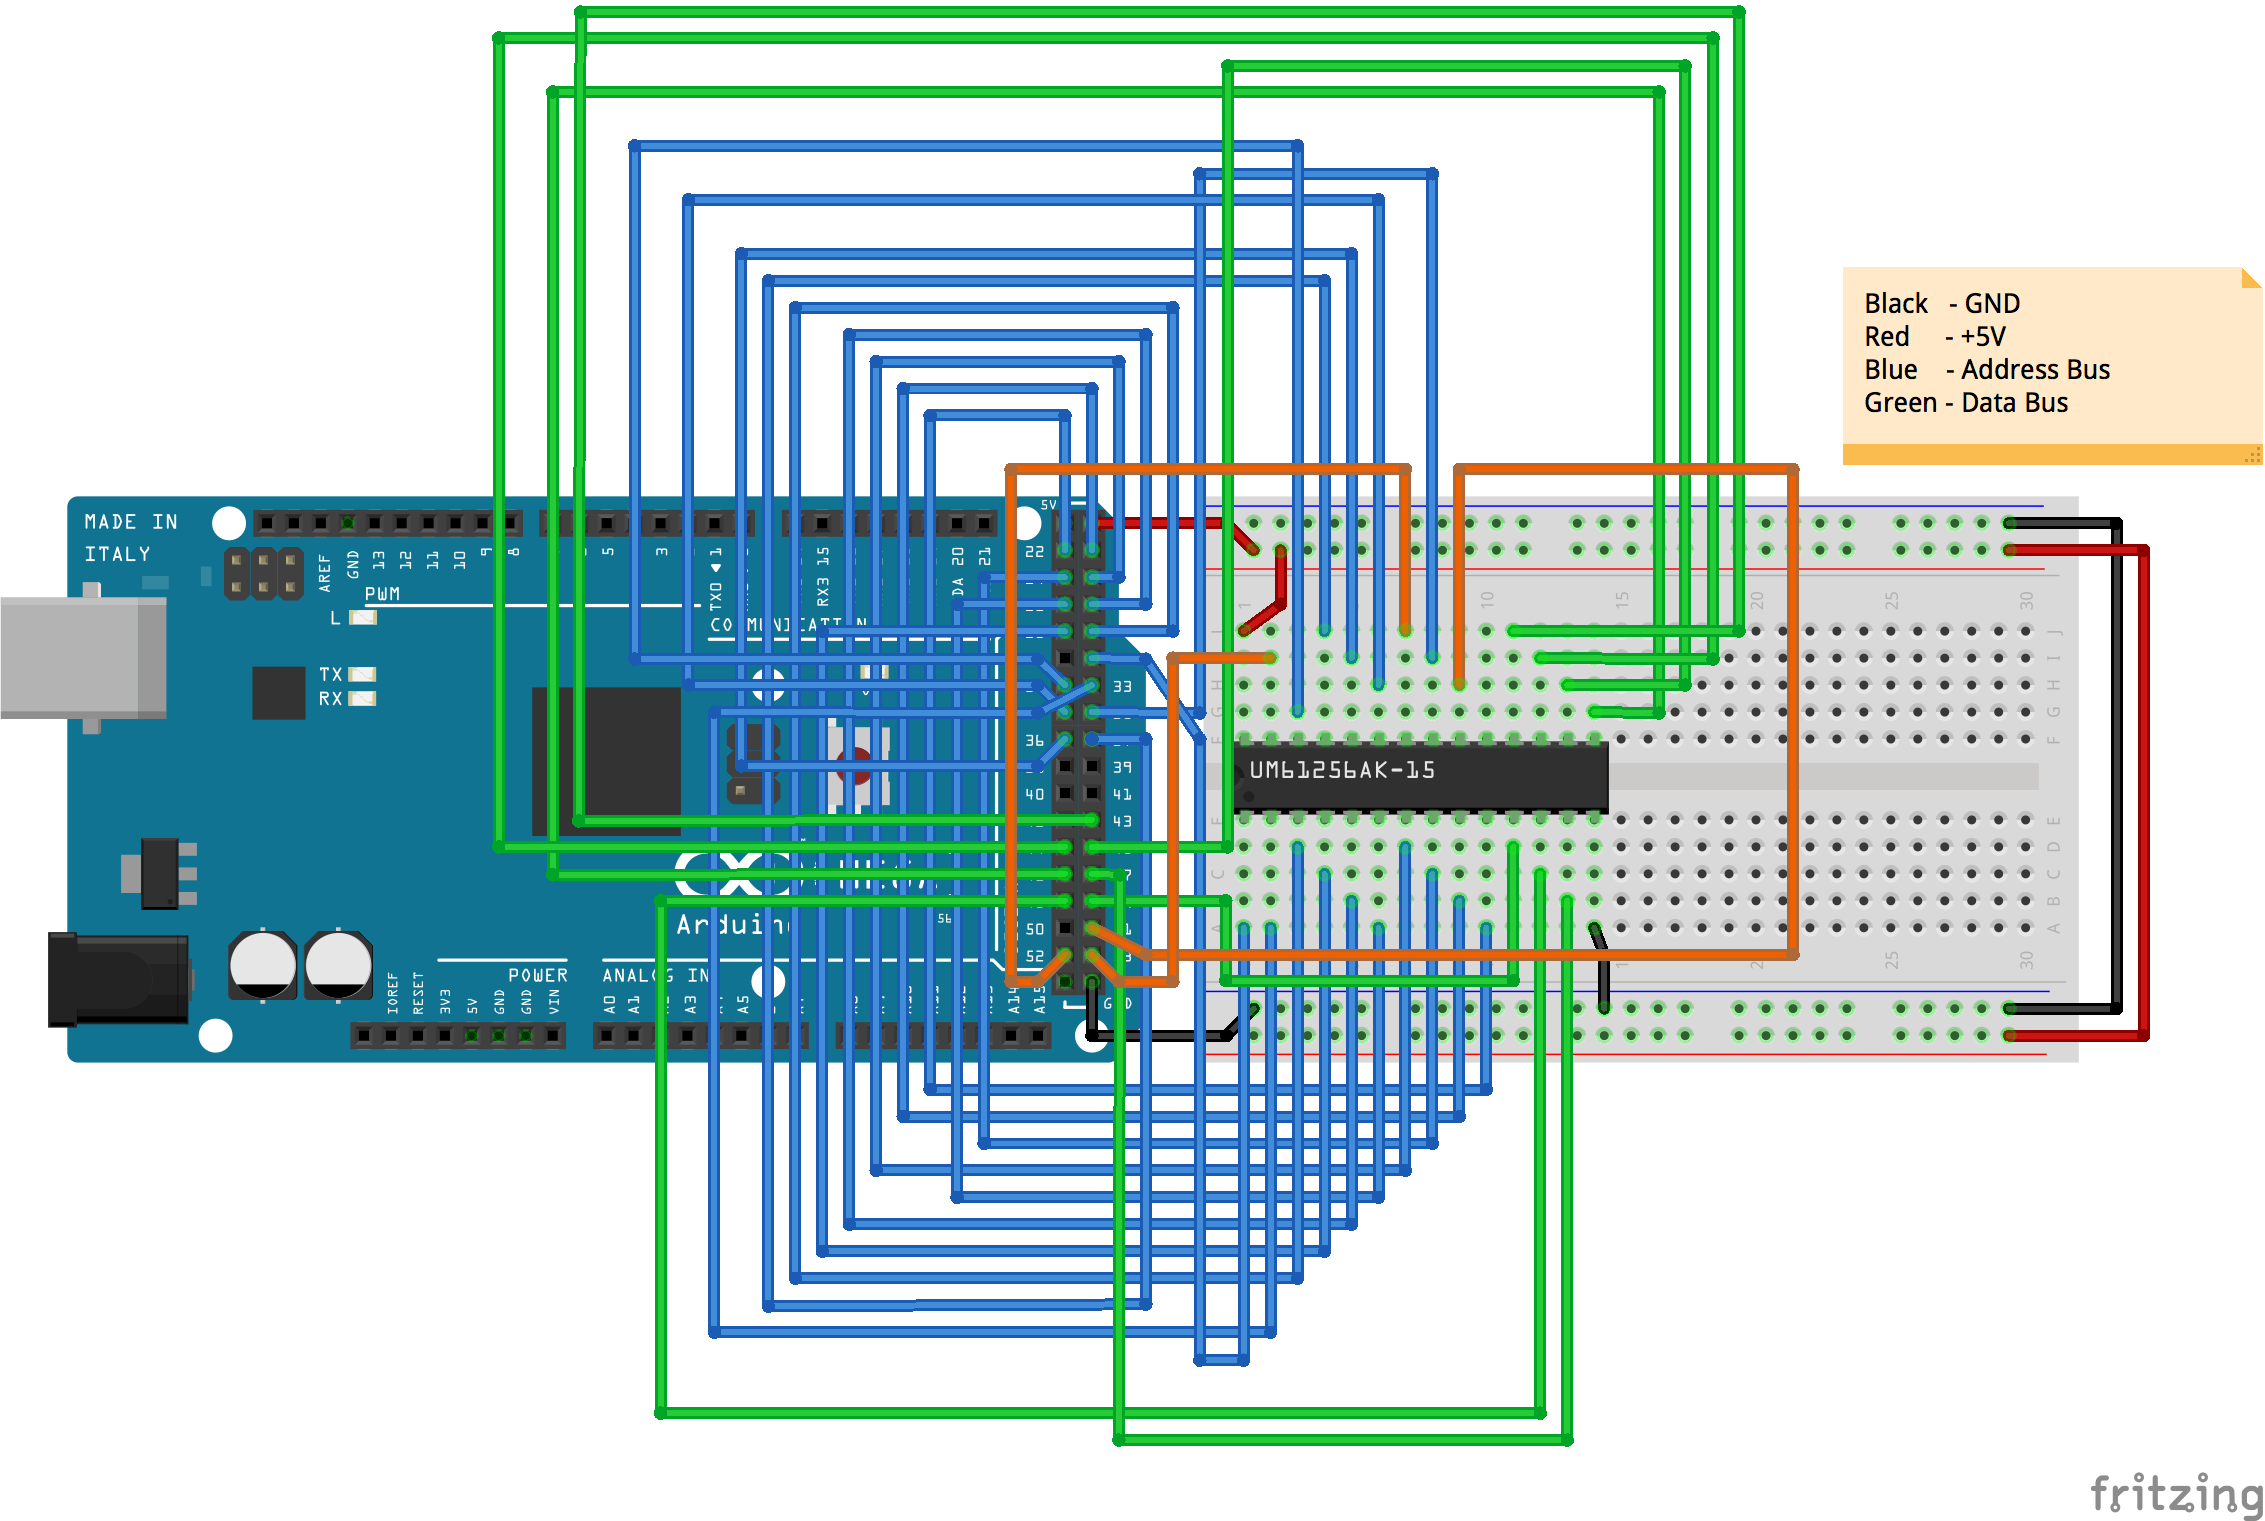 Black - GND
Red - +5V
Blue - Address Bus
Green - Data Bus
MADE IN
ITALY
AREF
GND
13
12
11
10
9
8
5
3
TX0 ◄ 1
RX3 15
20
21
5V
22
PWM
L
COMMUNICATION
TX
RX
33
36
39
40
41
43
50
52
56
Arduino
POWER
ANALOG IN
IOREF
RESET
3V3
5V
GND
GND
VIN
A0
A1
A3
A5
A14
A15
GND
UM61256AK-15
1
10
15
20
25
30
J
I
H
G
F
E
D
C
B
A
25
30
J
I
H
G
F
E
D
C
B
A
fritzing